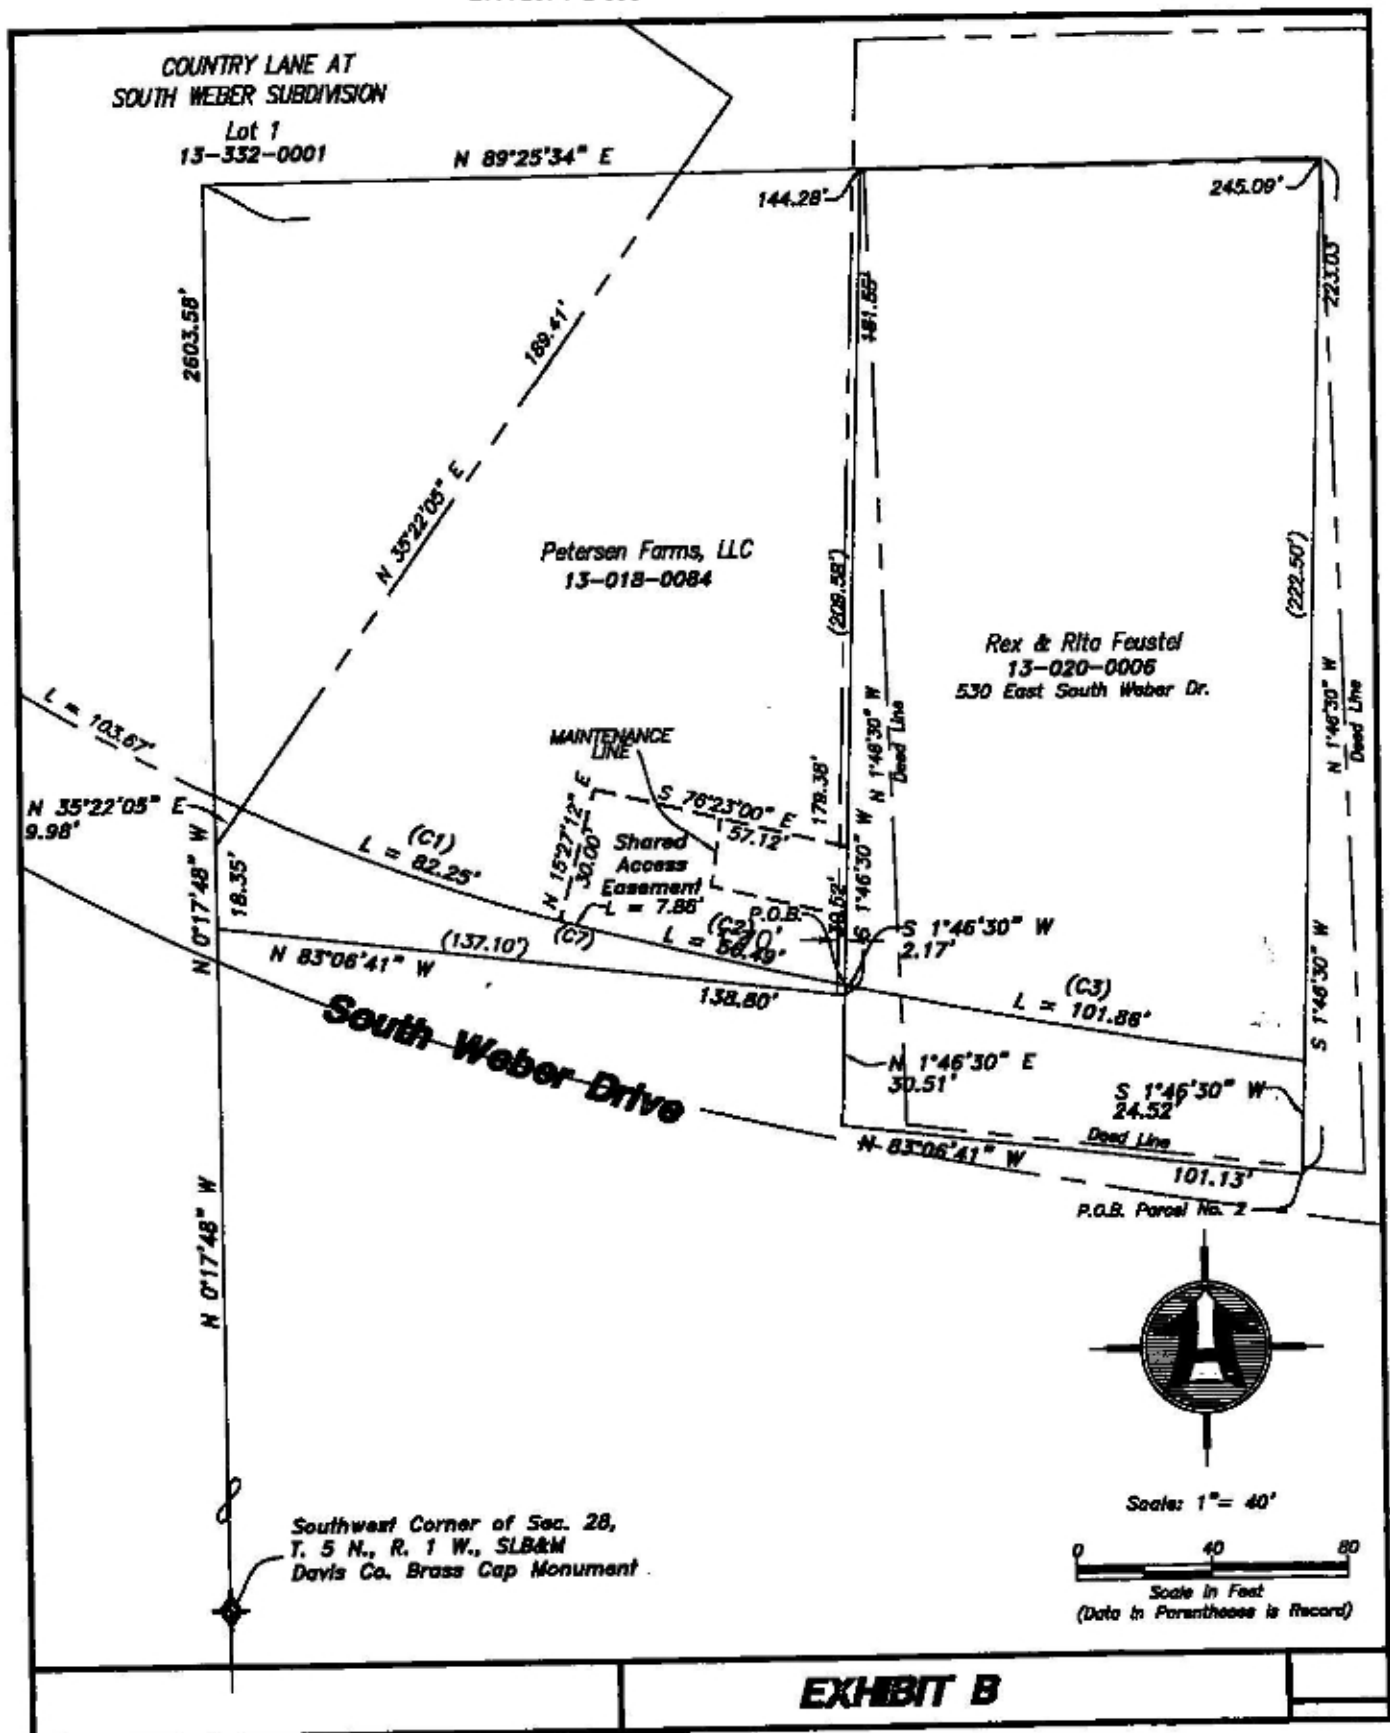 COUNTRY LANE AT
SOUTH WEBER SUBDIVISION
Lot 1
13-332-0001
N 89°25'34" E
144.28'
245.09'
2603.58'
189.41'
181.55'
223.03'
N 35°22'05" E
Petersen Farms, LLC
13-018-0084
(209.58')
(222.50')
Rex & Rita Feustel
13-020-0006
530 East South Weber Dr.
N 1°46'30" W
Deed Line
N 1°46'30" W
Deed Line
L = 103.67'
MAINTENANCE
LINE
N 35°22'05" E
9.98'
N 0°17'48" W
18.35'
(C1)
L = 82.25'
N 15°27'12" E
30.00'
S 76°23'00" E
57.12'
179.38'
Shared
Access
Easement
L = 7.88'
(C7)
P.O.B.
(C2)
L = 56.49'
10'
30.52'
S 1°46'30" W
S 1°46'30" W
2.17'
S 1°46'30" W
(137.10')
N 83°06'41" W
138.80'
(C3)
L = 101.86'
South Weber Drive
N 1°46'30" E
30.51'
S 1°46'30" W
24.52'
Deed Line
N 83°06'41" W
101.13'
P.O.B. Parcel No. 2
N 0°17'48" W
Scale: 1"= 40'
0 40 80
Scale in Feet
(Data in Parentheses is Record)
Southwest Corner of Sec. 28,
T. 5 N., R. 1 W., SLB&M
Davis Co. Brass Cap Monument
EXHIBIT B